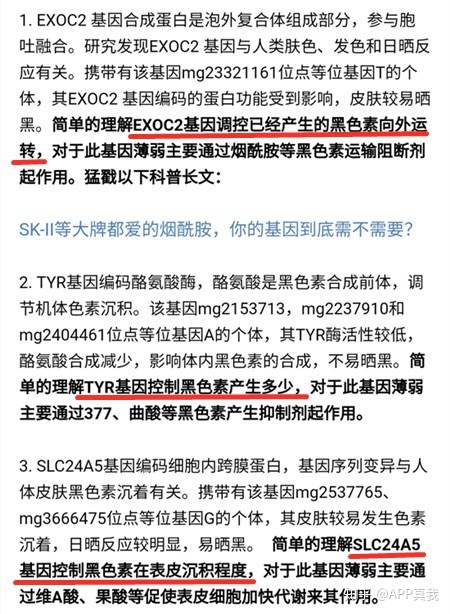 1. EXOC2 基因合成蛋白是泡外复合体组成部分，参与胞
吐融合。研究发现EXOC2 基因与人类肤色、发色和日晒反
应有关。携带有该基因mg23321161位点等位基因T的个
体，其EXOC2 基因编码的蛋白功能受到影响，皮肤较易晒
黑。简单的理解EXOC2基因调控已经产生的黑色素向外运
转，对于此基因薄弱主要通过烟酰胺等黑色素运输阻断剂
起作用。猛戳以下科普长文：
SK-II等大牌都爱的烟酰胺，你的基因到底需不需要？
2. TYR基因编码酪氨酸酶，酪氨酸是黑色素合成前体，调
节机体色素沉积。该基因mg2153713，mg2237910和
mg2404461位点等位基因A的个体，其TYR酶活性较低，
酪氨酸合成减少，影响体内黑色素的合成，不易晒黑。简
单的理解TYR基因控制黑色素产生多少，对于此基因薄弱
主要通过377、曲酸等黑色素产生抑制剂起作用。
3. SLC24A5基因编码细胞内跨膜蛋白，基因序列变异与人
体皮肤黑色素沉着有关。携带有该基因mg2537765、
mg3666475位点等位基因G的个体，其皮肤较易发生色素
沉着，日晒反应较明显，易晒黑。 简单的理解SLC24A5
基因控制黑色素在表皮沉积程度，对于此基因薄弱主要通
过维A酸、果酸等促使表皮细胞加快代谢来其作用。
知乎 @APP真我